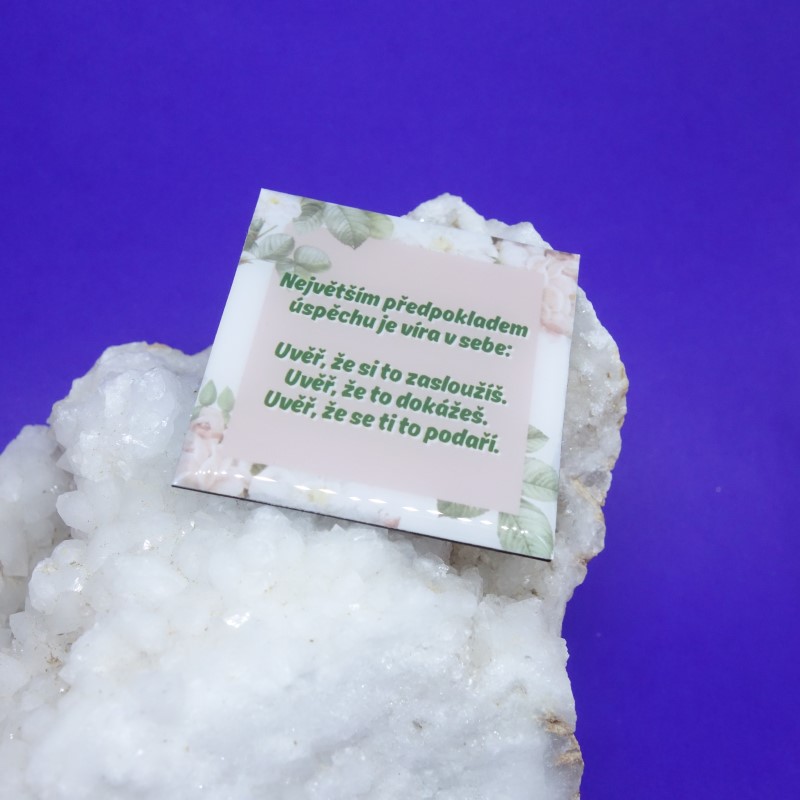 Největším předpokladem
úspěchu je víra v sebe:
Uvěř, že si to zasloužíš.
Uvěř, že to dokážeš.
Uvěř, že se ti to podaří.